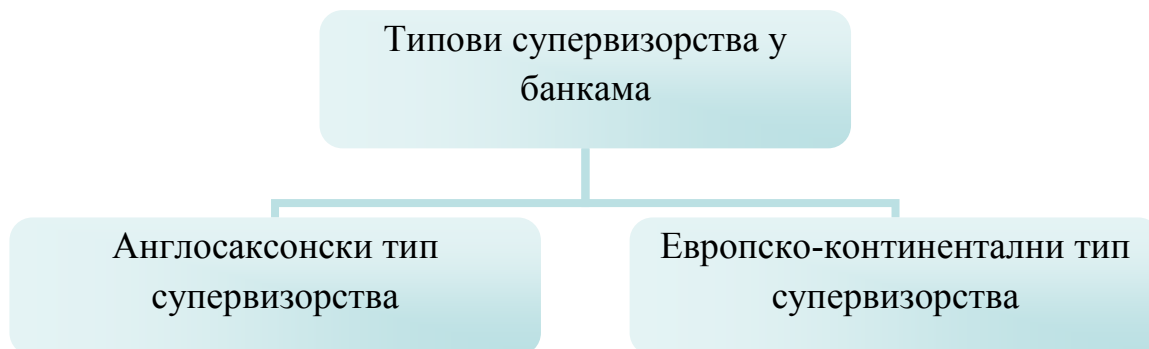 Типови супервизорства у
банкама
Англосаксонски тип
супервизорства
Европско-континентални тип
супервизорства